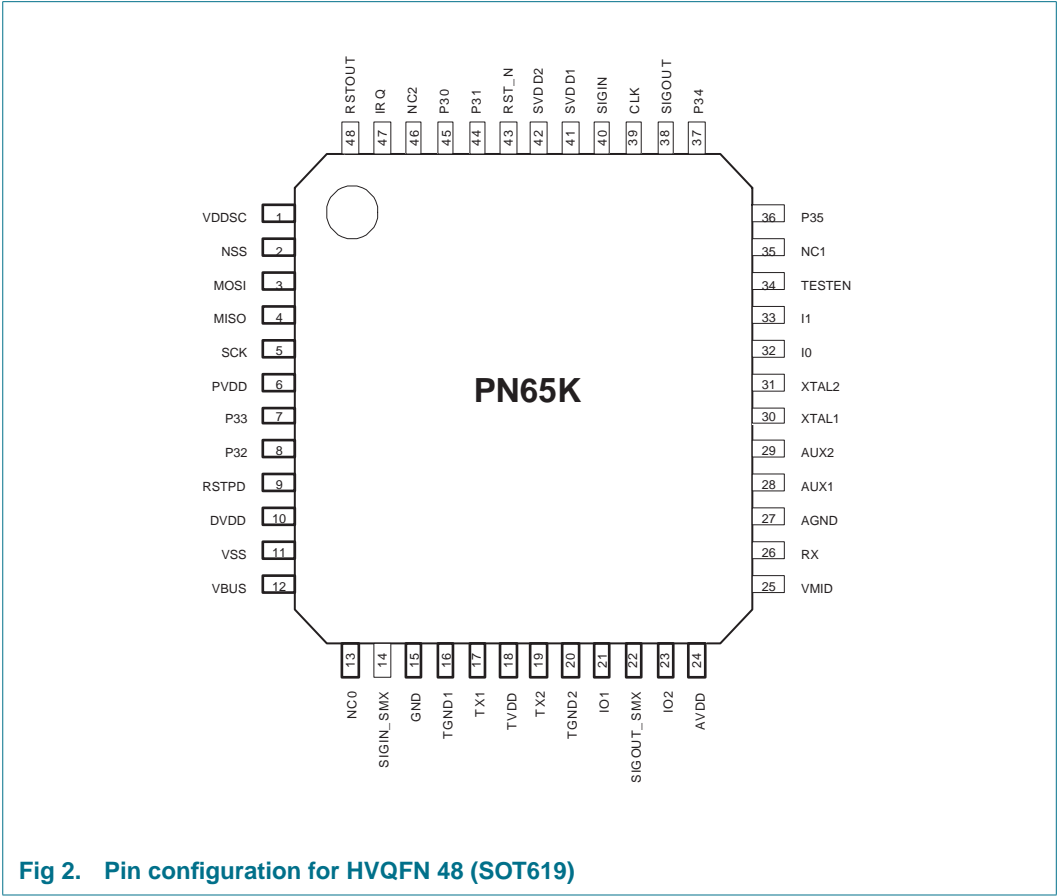 RSTOUT
IRQ
NC2
P30
P31
RST_N
SVDD2
SVDD1
SIGIN
CLK
SIGOUT
P34
48
47
46
45
44
43
42
41
40
39
38
37
VDDSC 1
NSS 2
MOSI 3
MISO 4
SCK 5
PVDD 6
P33 7
P32 8
RSTPD 9
DVDD 10
VSS 11
VBUS 12
PN65K
36 P35
35 NC1
34 TESTEN
33 I1
32 I0
31 XTAL2
30 XTAL1
29 AUX2
28 AUX1
27 AGND
26 RX
25 VMID
13
14
15
16
17
18
19
20
21
22
23
24
NC0
SIGIN_SMX
GND
TGND1
TX1
TVDD
TX2
TGND2
IO1
SIGOUT_SMX
IO2
AVDD
Fig 2. Pin configuration for HVQFN 48 (SOT619)